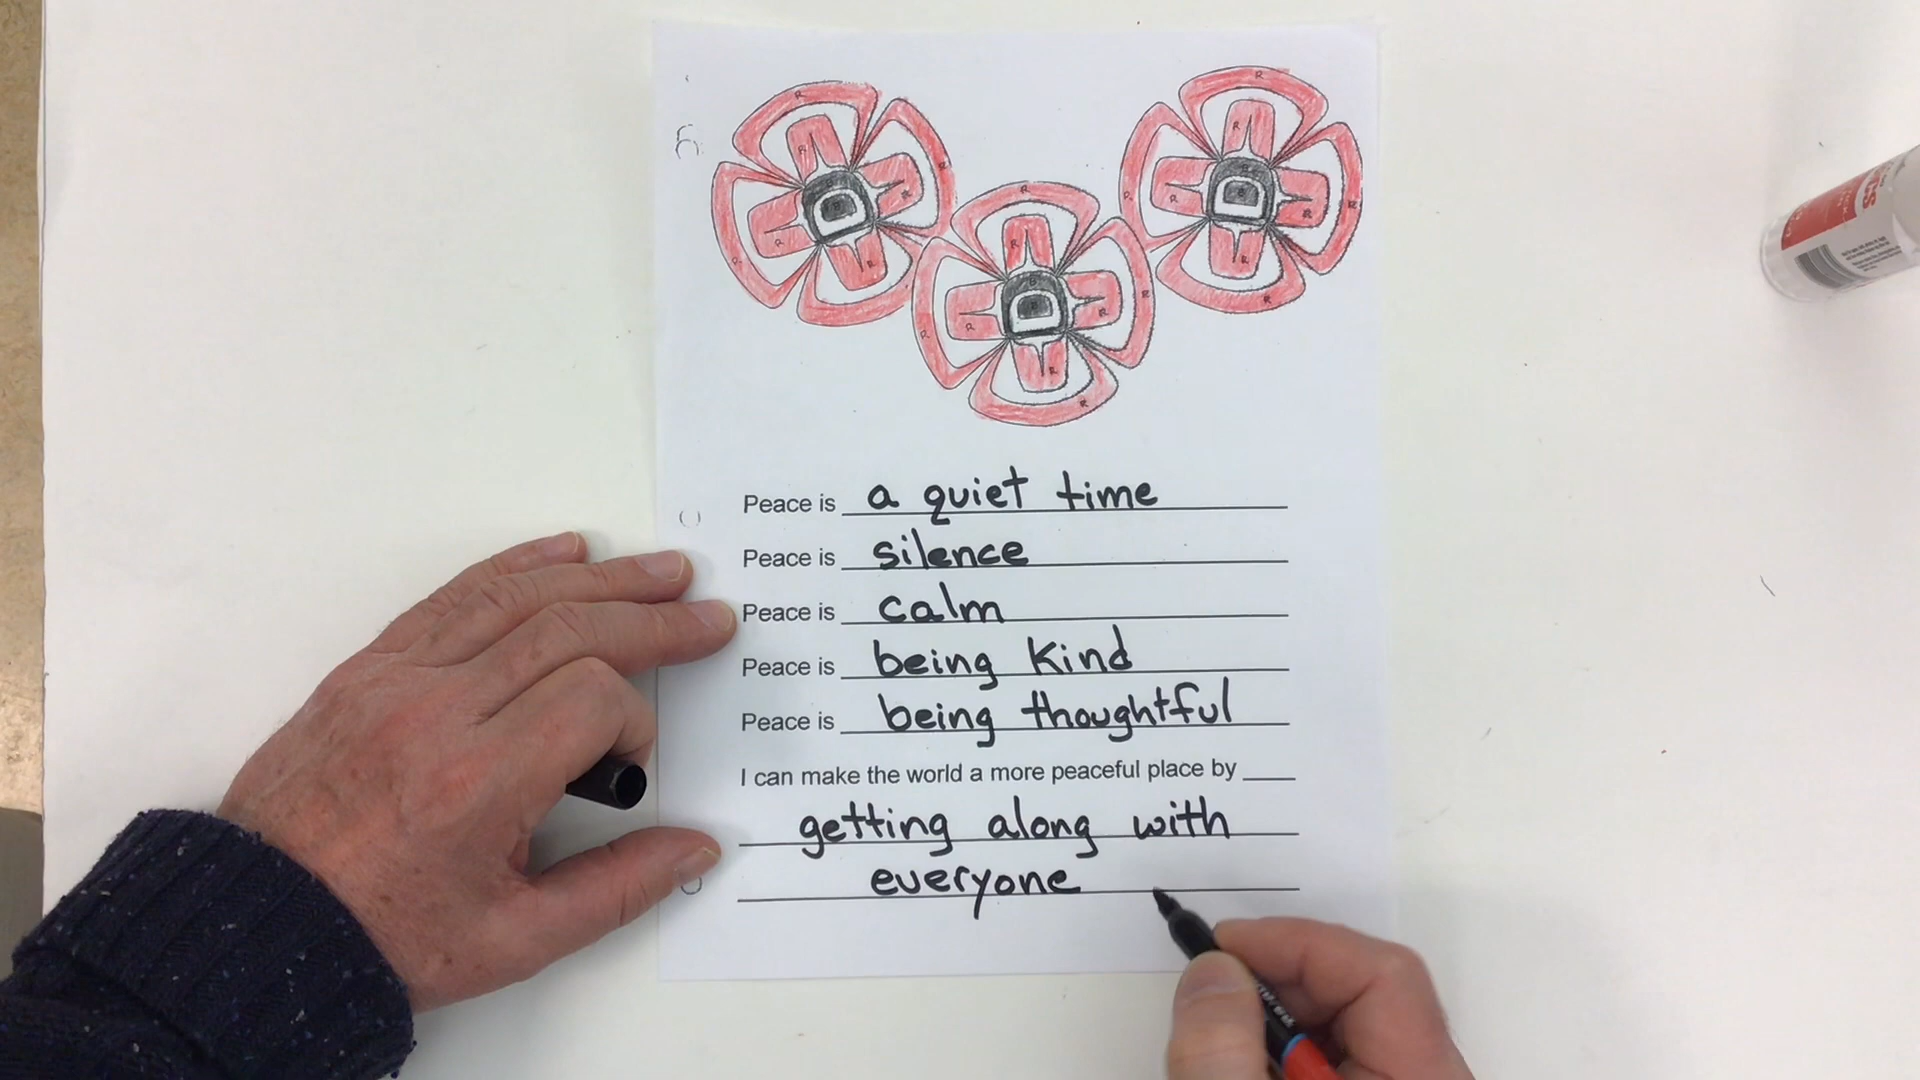 Peace is a quiet time
Peace is silence
Peace is calm
Peace is being kind
Peace is being thoughtful
I can make the world a more peaceful place by
getting along with
everyone